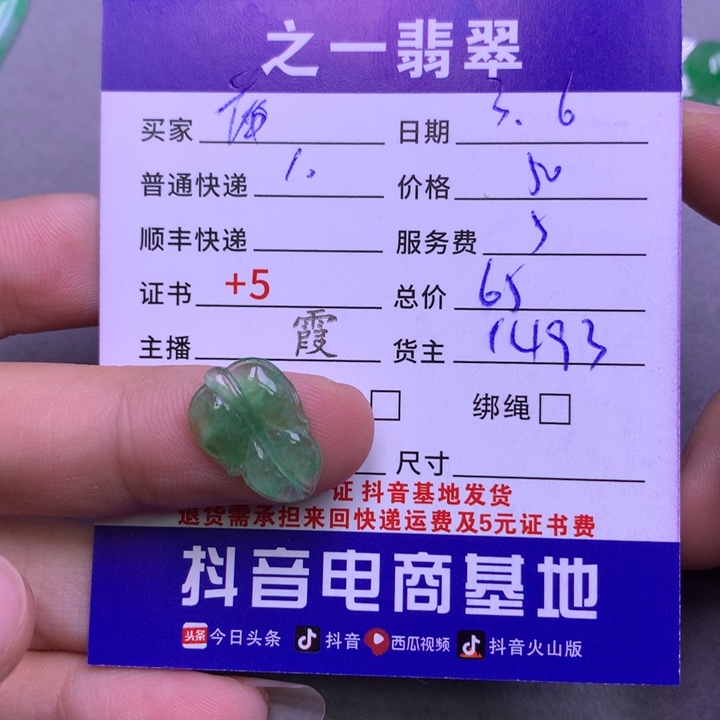 之一翡翠
买家 日期 3.6
普通快递 价格 50
顺丰快递 服务费 5
证书 +5 总价 65
主播 霞 货主 1493
绑绳
尺寸
证 抖音基地发货
退货需承担来回快递运费及5元证书费
抖音电商基地
头条 今日头条 抖音 西瓜视频 抖音火山版